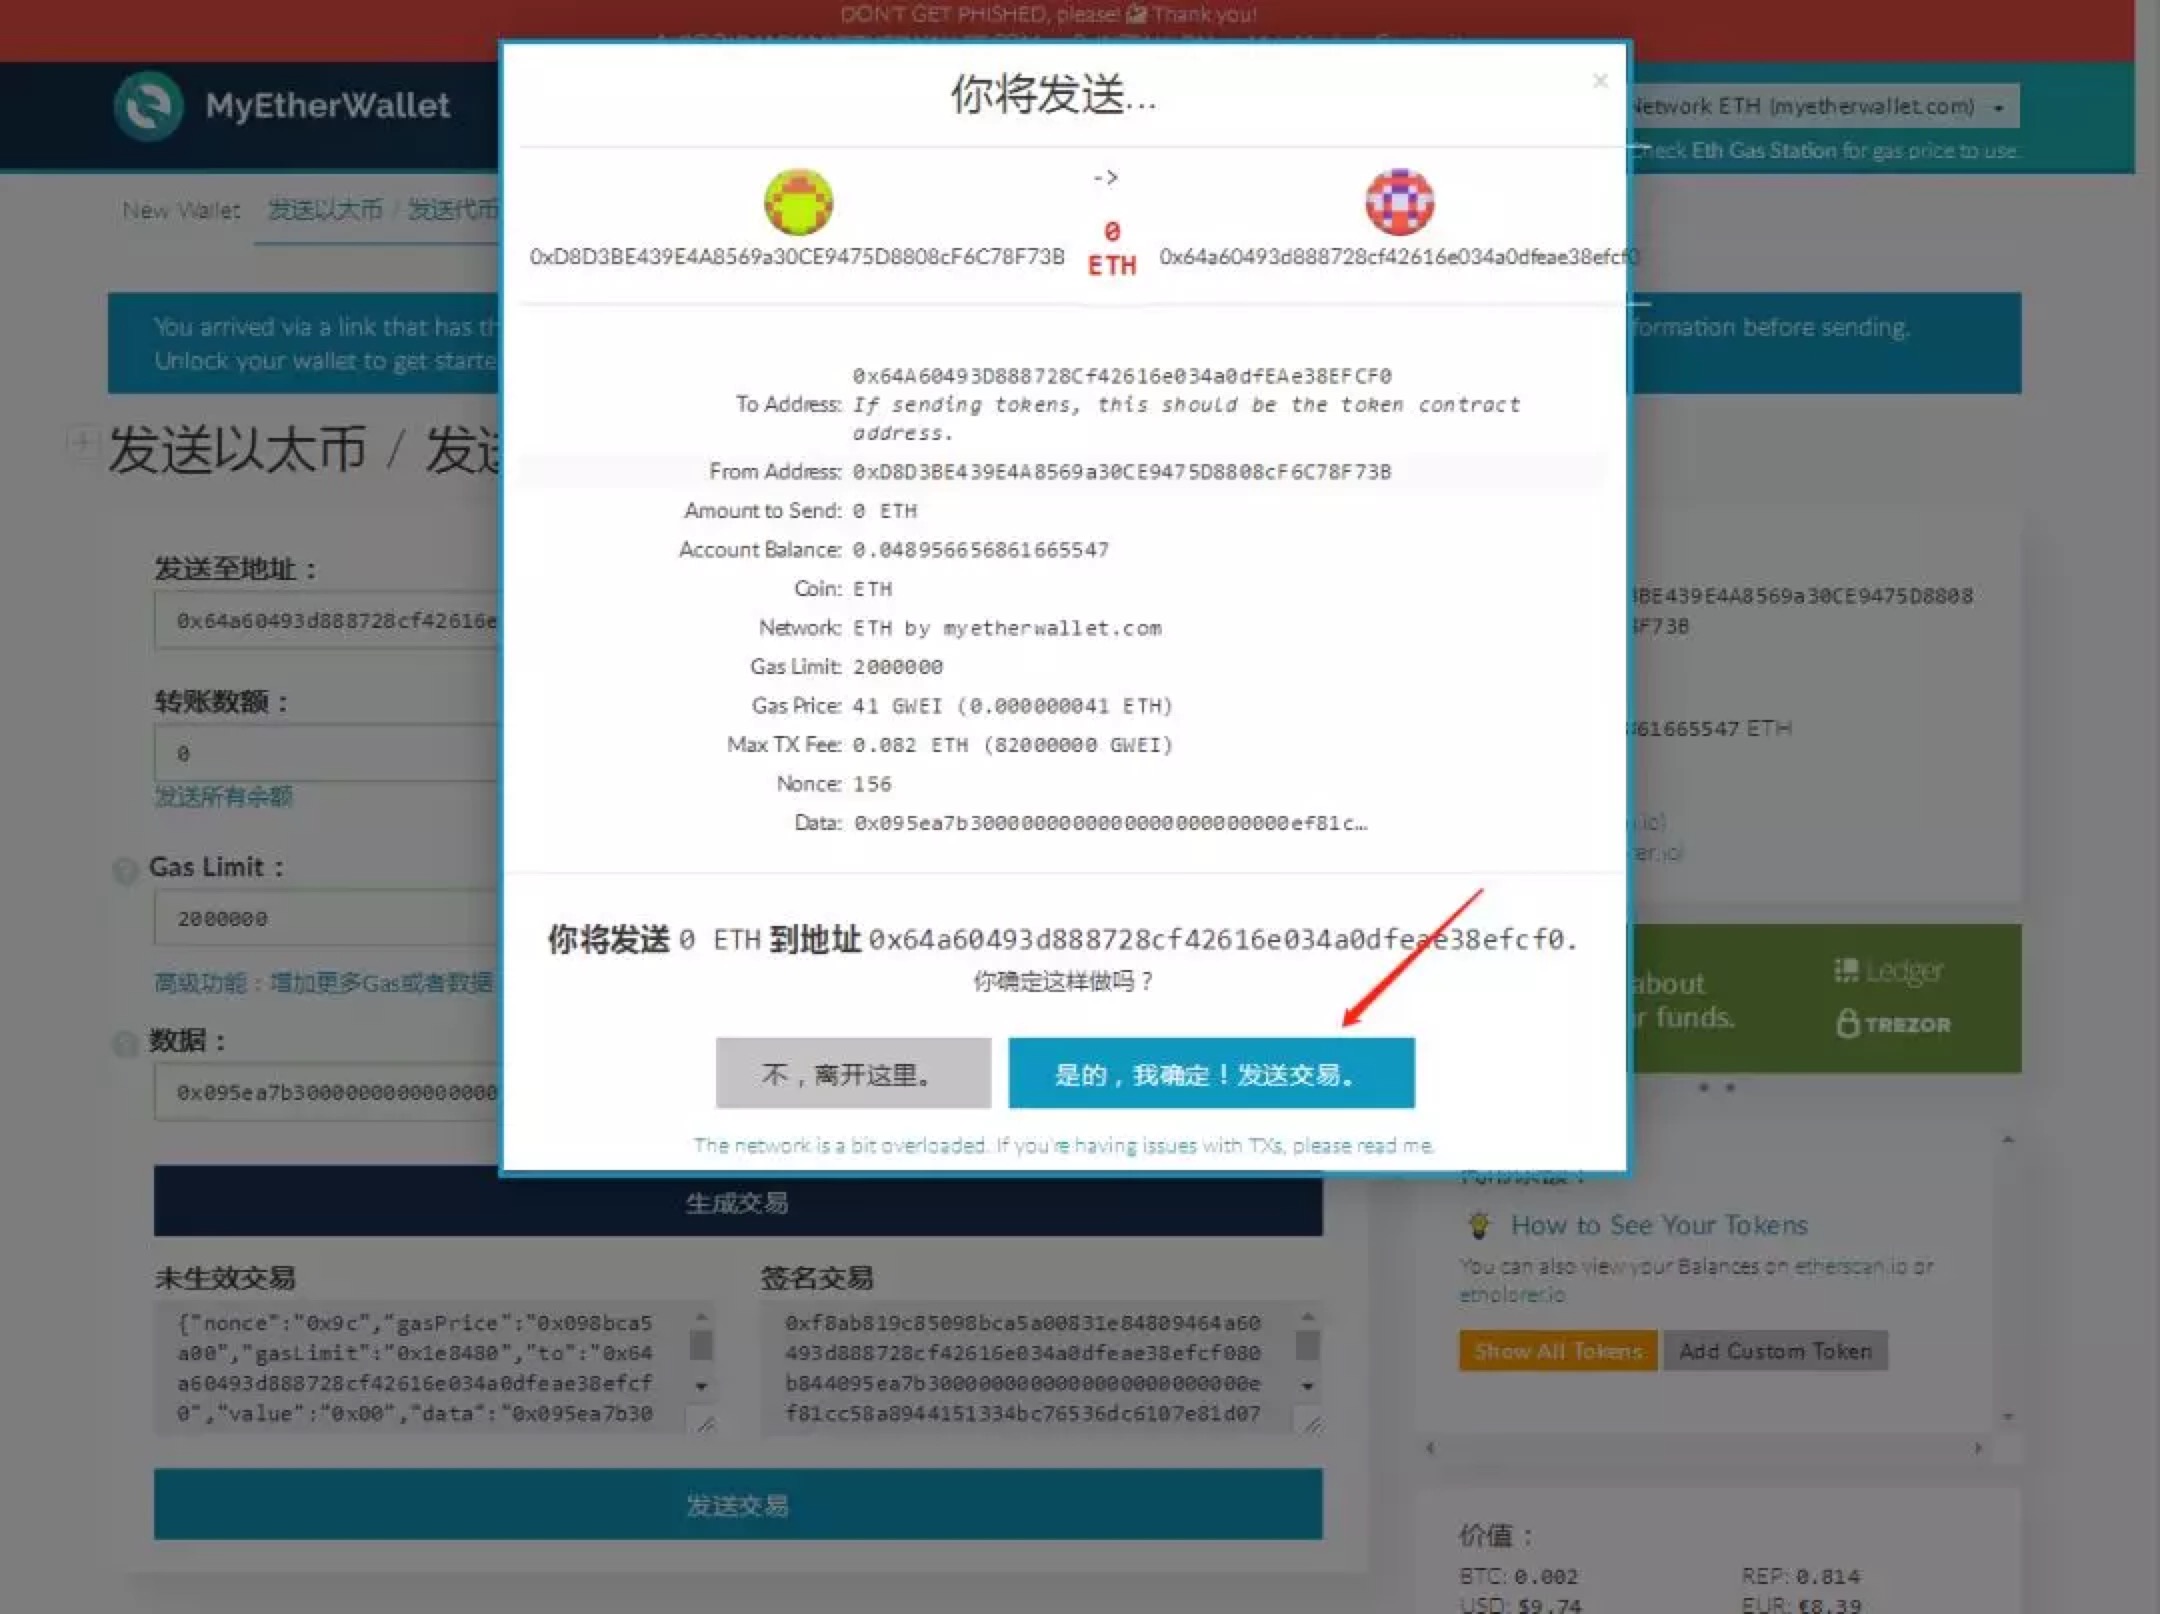 DON'T GET PHISHED, please! Thank you!
MyEtherWallet
Network ETH (myetherwallet.com)
Check Eth Gas Station for gas price to use.
New Wallet
发送以太币 / 发送代币
You arrived via a link that has
formation before sending.
Unlock your wallet to get starte
发送以太币 / 发送
你将发送...
×
->
0
ETH
0xD8D3BE439E4A8569a30CE9475D8808cF6C78F73B
0x64a60493d888728cf42616e034a0dfeae38efcf0
To Address: 0x64A60493D888728Cf42616e034a0dfEAe38EFCF0
If sending tokens, this should be the token contract
address.
From Address: 0xD8D3BE439E4A8569a30CE9475D8808cF6C78F73B
Amount to Send: 0 ETH
Account Balance: 0.048956656861665547
Coin: ETH
Network: ETH by myetherwallet.com
Gas Limit: 2000000
Gas Price: 41 GWEI (0.000000041 ETH)
Max TX Fee: 0.082 ETH (82000000 GWEI)
Nonce: 156
Data: 0x095ea7b3000000000000000000000000ef81c…
你将发送 0 ETH 到地址 0x64a60493d888728cf42616e034a0dfeae38efcf0.
你确定这样做吗？
不，离开这里。
是的，我确定！发送交易。
The network is a bit overloaded. If you're having issues with TXs, please read me.
发送至地址：
0x64a60493d888728cf42616e
转账数额：
0
发送所有余额
Gas Limit：
2000000
高级功能：增加更多Gas或者数据
数据：
0x095ea7b30000000000000000
生成交易
未生效交易
{"nonce":"0x9c","gasPrice":"0x098bca5
a00","gasLimit":"0x1e8480","to":"0x64
a60493d888728cf42616e034a0dfeae38efcf
0","value":"0x00","data":"0x095ea7b30
签名交易
0xf8ab819c85098bca5a00831e84809464a60
493d888728cf42616e034a0dfeae38efcf080
b844095ea7b3000000000000000000000000e
f81cc58a8944151334bc76536dc6107e81d07
发送交易
BE439E4A8569a30CE9475D8808
F73B
61665547 ETH
about
r funds.
Ledger
TREZOR
How to See Your Tokens
You can also view your Balances on etherscan.io or
ethplorer.io
Show All Tokens
Add Custom Token
价值：
BTC: 0.002
REP: 0.814
USD: $9.74
EUR: €8.39